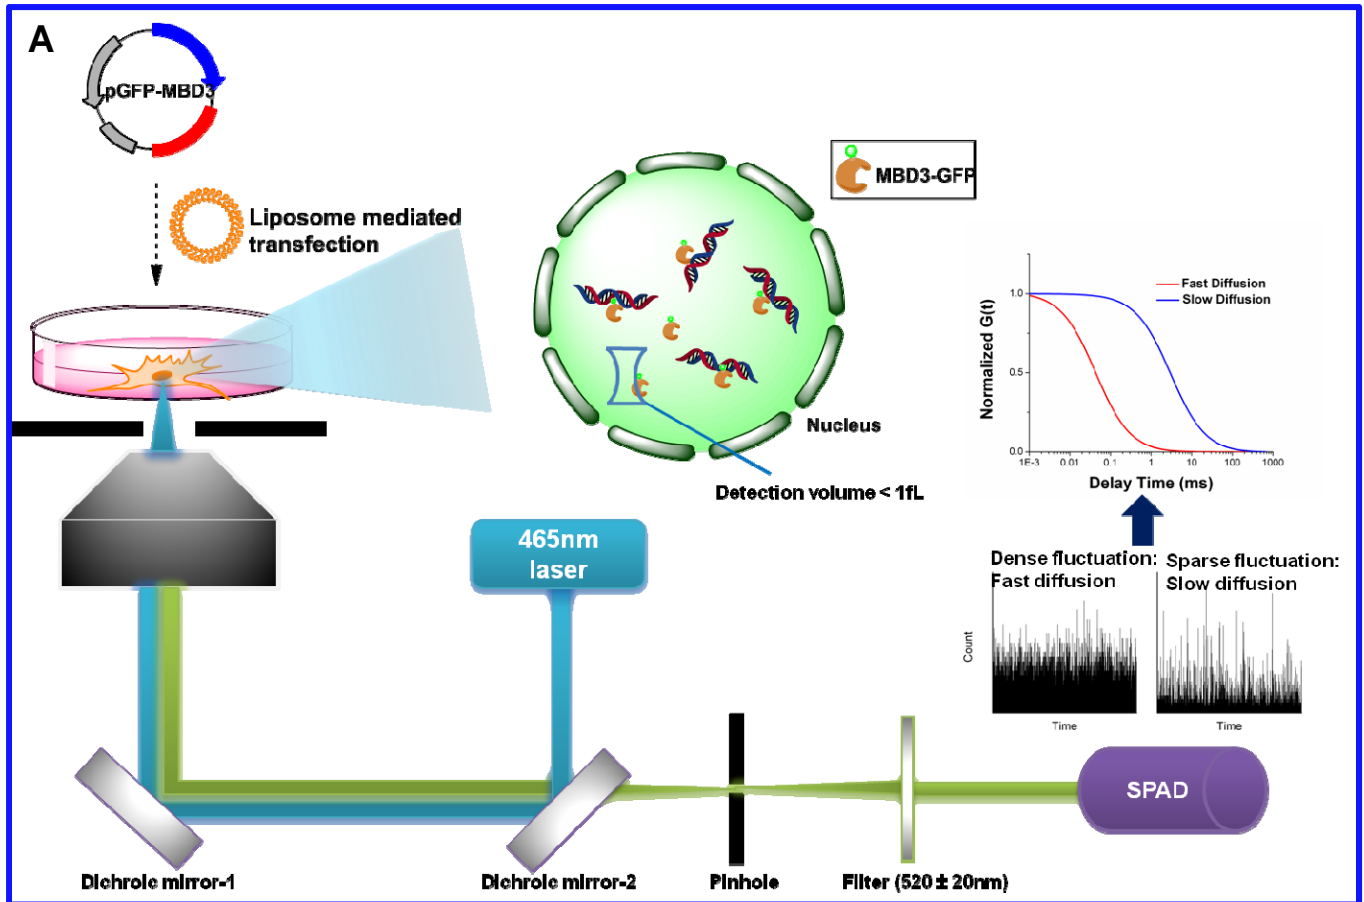 A
pGFP-MBD3
Liposome mediated
transfection
MBD3-GFP
Nucleus
Detection volume < 1fL
Fast Diffusion
Slow Diffusion
Normalized G(t)
1.0
0.5
0.0
1E-3 0.01 0.1 1 10 100 1000
Delay Time (ms)
Dense fluctuation:
Fast diffusion
Sparse fluctuation:
Slow diffusion
Count
Time
Time
465nm
laser
SPAD
Dichroic mirror-1
Dichroic mirror-2
Pinhole
Filter (520 ± 20nm)